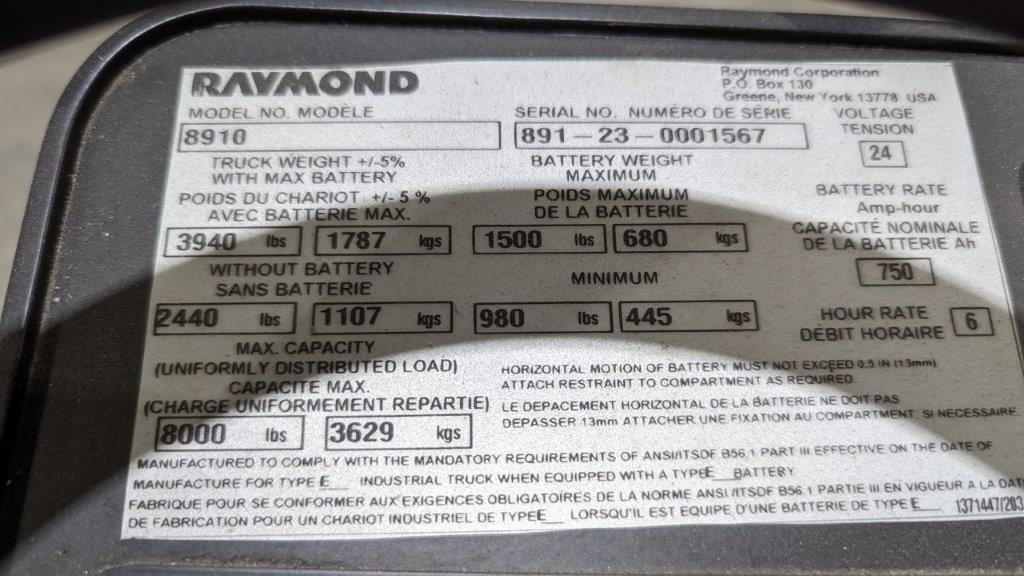 RAYMOND
Raymond Corporation
P.O. Box 130
Greene, New York 13778 USA
MODEL NO. MODÈLE
8910
SERIAL NO. NUMÉRO DE SÉRIE
891-23-0001567
VOLTAGE
TENSION
24
TRUCK WEIGHT +/-5%
WITH MAX BATTERY
POIDS DU CHARIOT +/- 5 %
AVEC BATTERIE MAX.
3940 lbs 1787 kgs
BATTERY WEIGHT
MAXIMUM
POIDS MAXIMUM
DE LA BATTERIE
1500 lbs 680 kgs
BATTERY RATE
Amp-hour
CAPACITÉ NOMINALE
DE LA BATTERIE Ah
750
WITHOUT BATTERY
SANS BATTERIE
2440 lbs 1107 kgs
MINIMUM
980 lbs 445 kgs
HOUR RATE
DÉBIT HORAIRE 6
MAX. CAPACITY
(UNIFORMLY DISTRIBUTED LOAD)
CAPACITE MAX.
(CHARGE UNIFORMEMENT REPARTIE)
8000 lbs 3629 kgs
HORIZONTAL MOTION OF BATTERY MUST NOT EXCEED 0.5 IN (13mm)
ATTACH RESTRAINT TO COMPARTMENT AS REQUIRED
LE DEPACEMENT HORIZONTAL DE LA BATTERIE NE DOIT PAS
DEPASSER 13mm ATTACHER UNE FIXATION AU COMPARTMENT SI NECESSAIRE.
MANUFACTURED TO COMPLY WITH THE MANDATORY REQUIREMENTS OF ANSI/ITSDF B56.1 PART III EFFECTIVE ON THE DATE OF
MANUFACTURE FOR TYPE E INDUSTRIAL TRUCK WHEN EQUIPPED WITH A TYPE E BATTERY
FABRIQUE POUR SE CONFORMER AUX EXIGENCES OBLIGATOIRES DE LA NORME ANSI/ITSDF B56.1 PARTIE III EN VIGUEUR A LA DAT
DE FABRICATION POUR UN CHARIOT INDUSTRIEL DE TYPE E LORSQU'IL EST EQUIPE D'UNE BATTERIE DE TYPE E 1371447/203